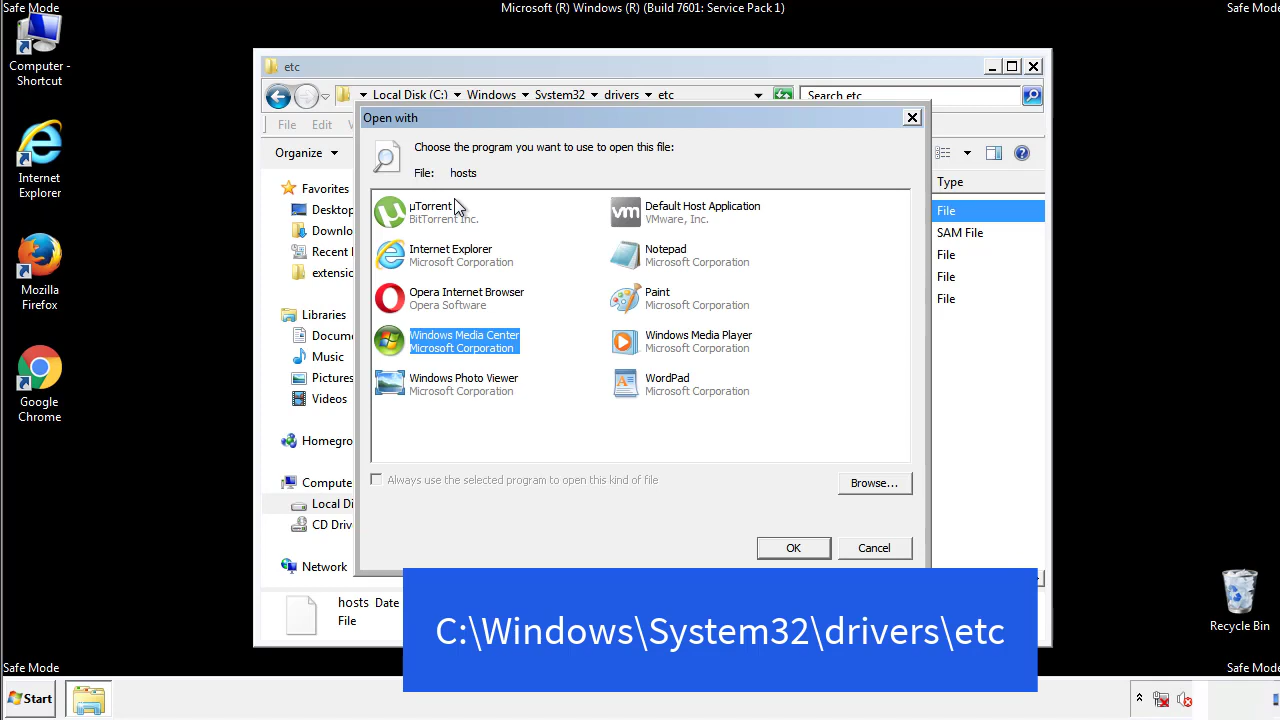 Safe Mode
Microsoft (R) Windows (R) (Build 7601: Service Pack 1)
Safe Mode
Computer - Shortcut
Internet Explorer
Mozilla Firefox
Google Chrome
etc
Local Disk (C:) Windows System32 drivers etc
Search etc
File Edit
Organize
Favorites
Desktop
Downlo
Recent
extensio
Libraries
Docume
Music
Pictures
Videos
Homegro
Compute
Local Di
CD Driv
Network
Type
File
SAM File
File
File
File
Open with
Choose the program you want to use to open this file:
File: hosts
µTorrent
BitTorrent Inc.
Default Host Application
VMware, Inc.
Internet Explorer
Microsoft Corporation
Notepad
Microsoft Corporation
Opera Internet Browser
Opera Software
Paint
Microsoft Corporation
Windows Media Center
Microsoft Corporation
Windows Media Player
Microsoft Corporation
Windows Photo Viewer
Microsoft Corporation
WordPad
Microsoft Corporation
Always use the selected program to open this kind of file
Browse...
OK
Cancel
hosts Date
File
C:\Windows\System32\drivers\etc
Recycle Bin
Safe Mode
Safe Mode
Start